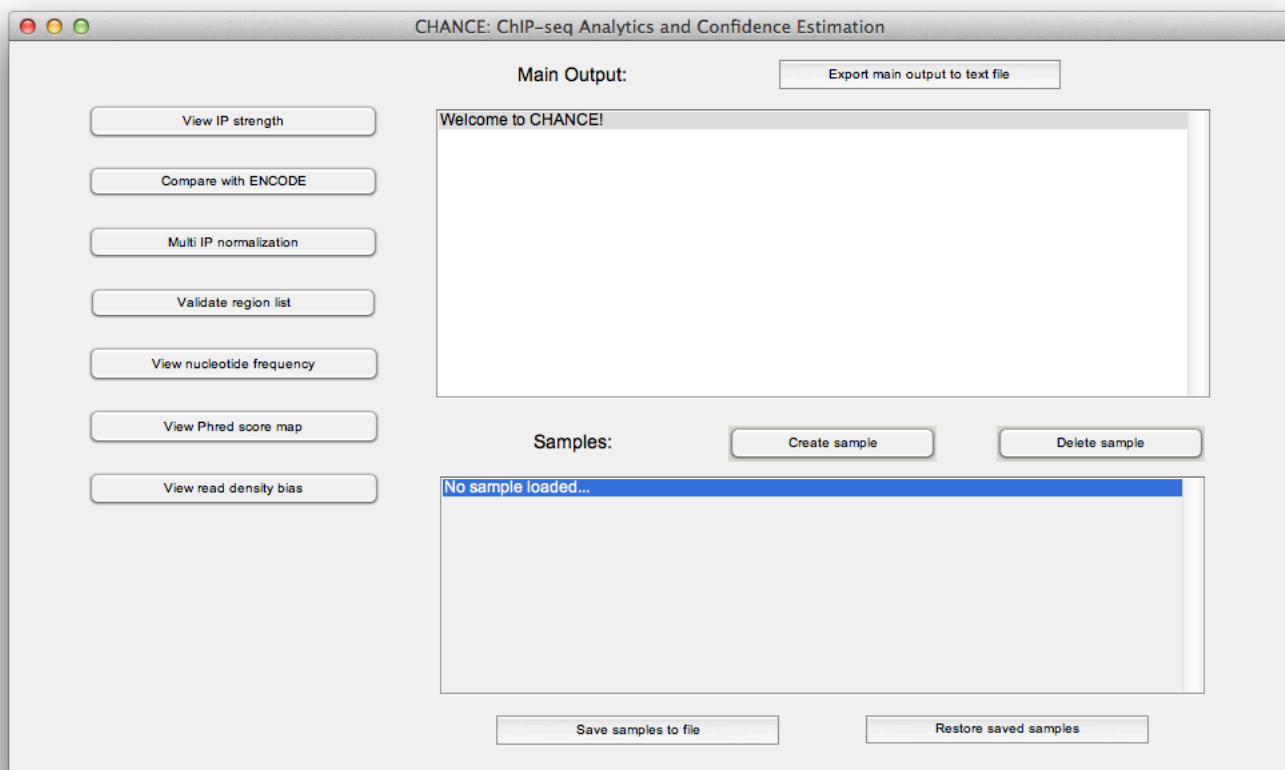 CHANCE: ChIP-seq Analytics and Confidence Estimation
Main Output:
Export main output to text file
View IP strength
Compare with ENCODE
Multi IP normalization
Validate region list
View nucleotide frequency
View Phred score map
View read density bias
Welcome to CHANCE!
Samples:
Create sample
Delete sample
No sample loaded...
Save samples to file
Restore saved samples